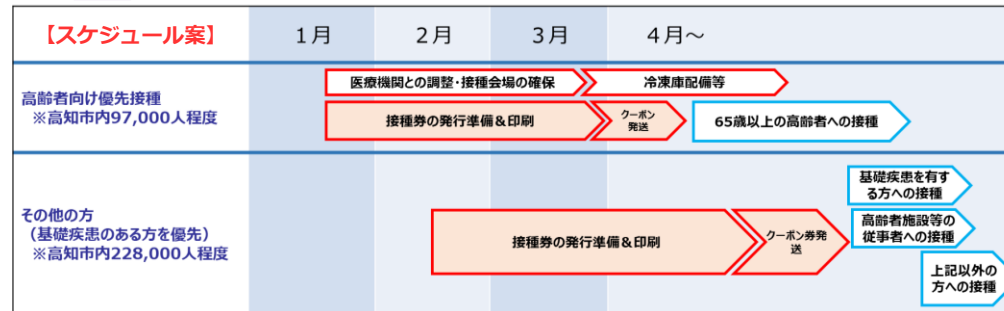 【スケジュール案】
1月
2月
3月
4月～
高齢者向け優先接種
※高知市内97,000人程度
医療機関との調整・接種会場の確保
冷凍庫配備等
接種券の発行準備&印刷
クーポン
発送
65歳以上の高齢者への接種
その他の方
（基礎疾患のある方を優先）
※高知市内228,000人程度
接種券の発行準備&印刷
クーポン券発
送
基礎疾患を有す
る方への接種
高齢者施設等の
従事者への接種
上記以外の
方への接種